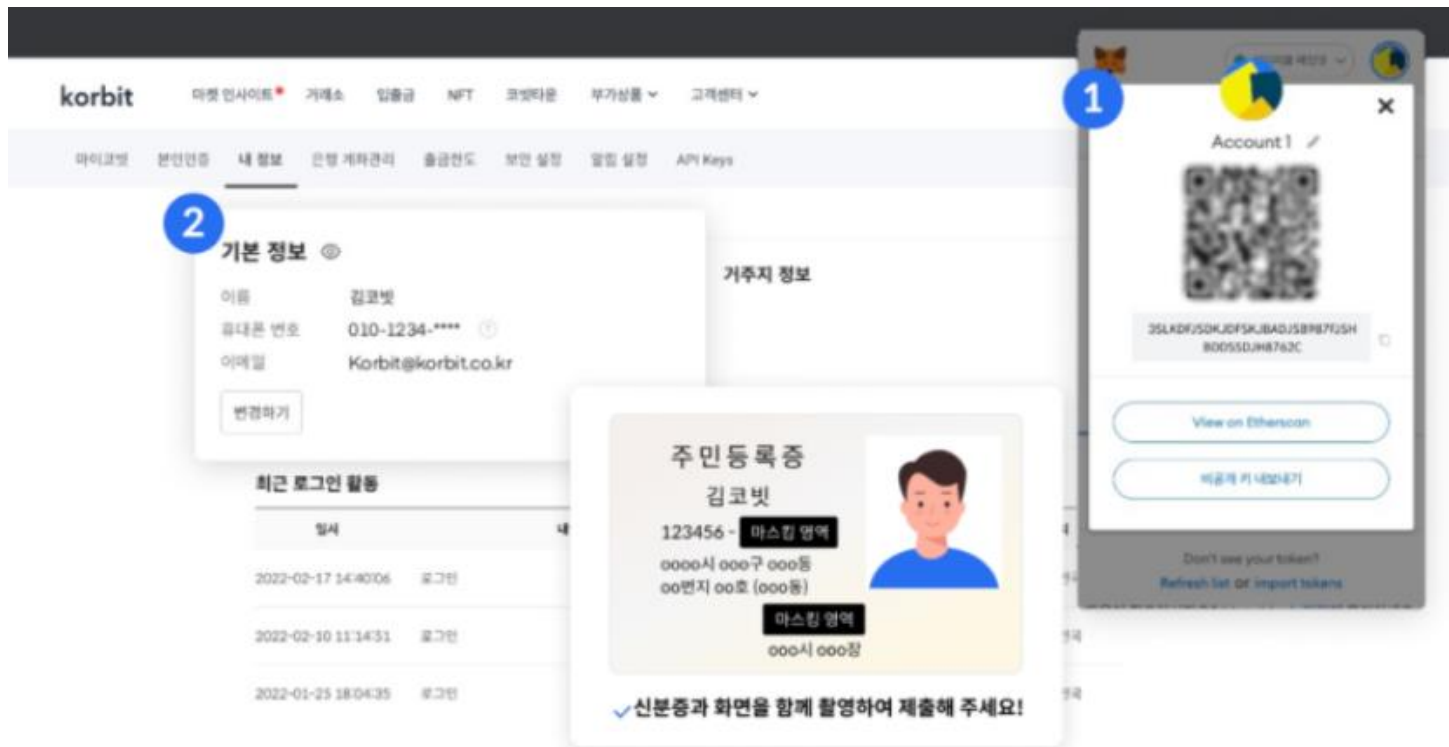 korbit
마켓 인사이트 거래소 입출금 NFT 코빗타운 부가상품 고객센터
마이코빗 본인인증 내 정보 은행 계좌관리 출금한도 보안 설정 알림 설정 API Keys
1
Account 1
View on Etherscan
비공개 키 내보내기
Don't see your token?
Refresh list or import tokens
2
기본 정보
이름 김코빗
휴대폰 번호 010-1234-****
이메일 Korbit@korbit.co.kr
변경하기
거주지 정보
최근 로그인 활동
일시
2022-02-17 14:40:06 로그인
2022-02-10 11:14:51 로그인
2022-01-25 18:04:35 로그인
주민등록증
김코빗
123456 - 마스킹 영역
oooo시 ooo구 ooo동
oo번지 oo호 (ooo동)
마스킹 영역
ooo시 ooo장
신분증과 화면을 함께 촬영하여 제출해 주세요!